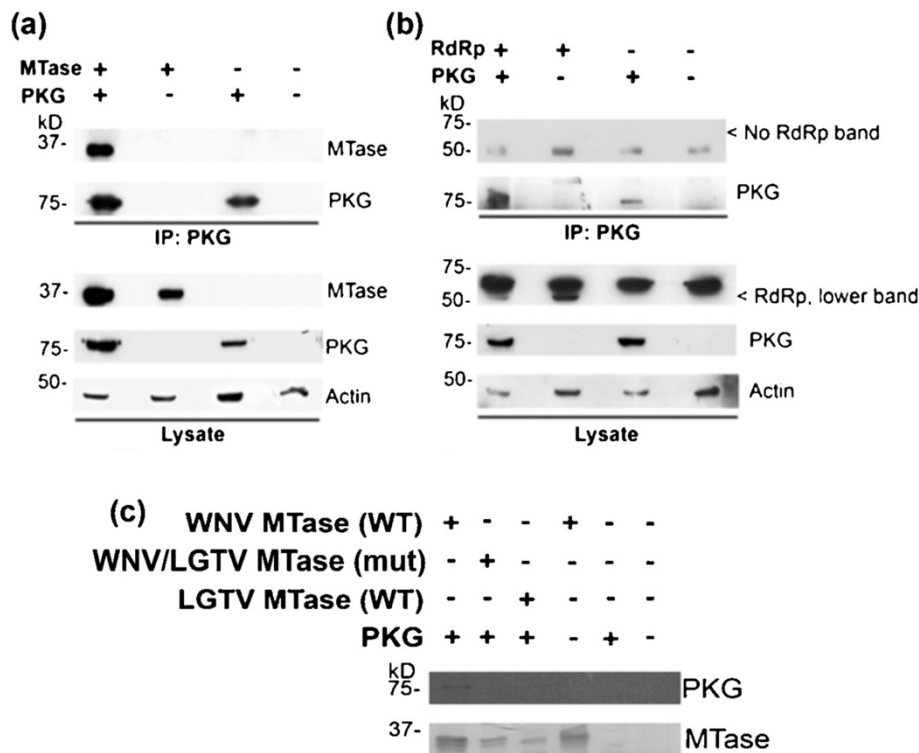 (a)
MTase + + - -
PKG + - + -
kD
37-
MTase
75-
PKG
IP: PKG
37-
MTase
75-
PKG
50-
Actin
Lysate
(b)
RdRp + + - -
PKG + - + -
kD
75-
< No RdRp band
50-
PKG
75-
IP: PKG
75-
50-
< RdRp, lower band
75-
PKG
50-
Actin
Lysate
(c)
WNV MTase (WT) + - - + - -
WNV/LGTV MTase (mut) - + - - - -
LGTV MTase (WT) - - + - - -
PKG + + + - + -
kD
75-
PKG
37-
MTase